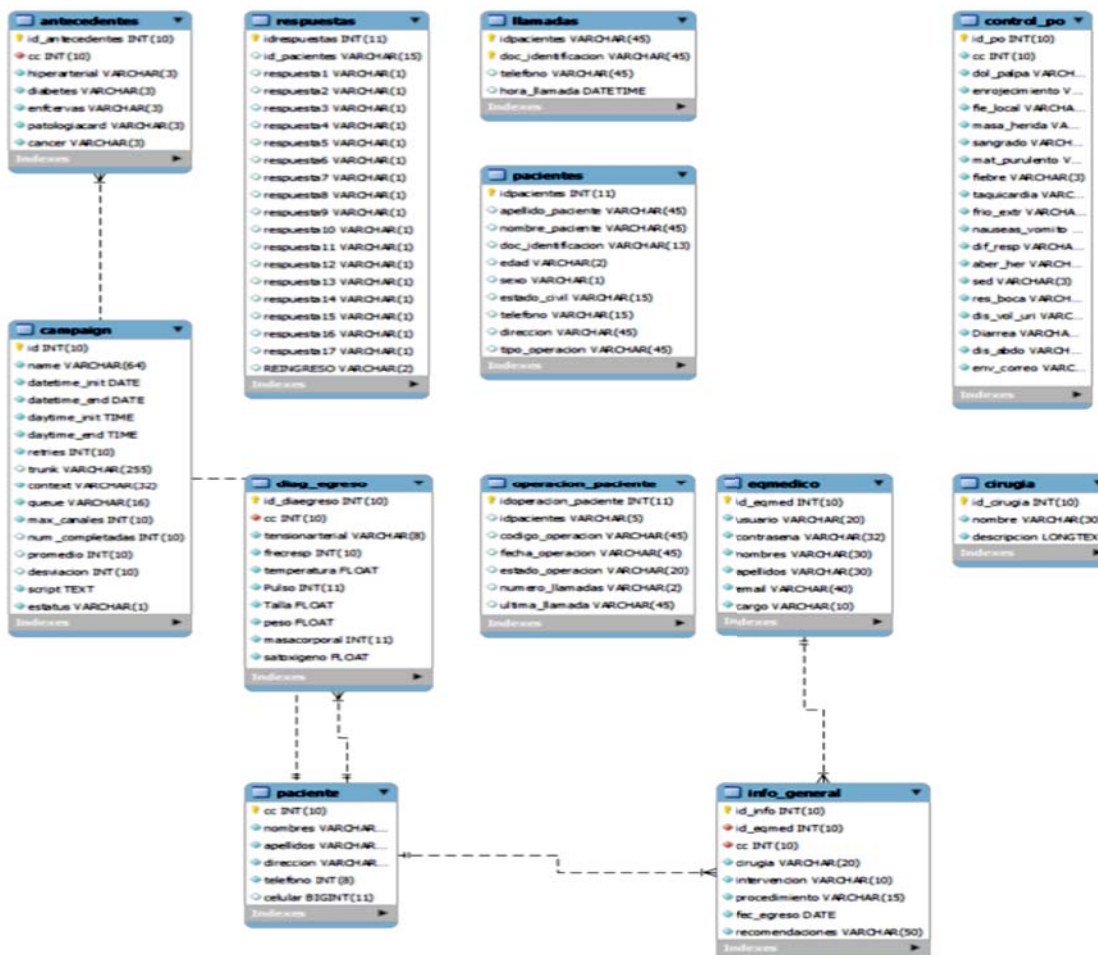 antecedentes
id_antecedentes INT(10)
cc INT(10)
hiperarterial VARCHAR(3)
diabetes VARCHAR(3)
enfcervas VARCHAR(3)
patologiacard VARCHAR(3)
cancer VARCHAR(3)
Indexes
respuestas
idrespuestas INT(11)
id_pacientes VARCHAR(15)
respuesta1 VARCHAR(1)
respuesta2 VARCHAR(1)
respuesta3 VARCHAR(1)
respuesta4 VARCHAR(1)
respuesta5 VARCHAR(1)
respuesta6 VARCHAR(1)
respuesta7 VARCHAR(1)
respuesta8 VARCHAR(1)
respuesta9 VARCHAR(1)
respuesta10 VARCHAR(1)
respuesta11 VARCHAR(1)
respuesta12 VARCHAR(1)
respuesta13 VARCHAR(1)
respuesta14 VARCHAR(1)
respuesta15 VARCHAR(1)
respuesta16 VARCHAR(1)
respuesta17 VARCHAR(1)
REINGRESO VARCHAR(2)
Indexes
llamadas
idpacientes VARCHAR(45)
doc_identificacion VARCHAR(45)
telefono VARCHAR(45)
hora_llamada DATETIME
Indexes
pacientes
idpacientes INT(11)
apellido_paciente VARCHAR(45)
nombre_paciente VARCHAR(45)
doc_identificacion VARCHAR(13)
edad VARCHAR(2)
sexo VARCHAR(1)
estado_civil VARCHAR(15)
telefono VARCHAR(15)
direccion VARCHAR(45)
tipo_operacion VARCHAR(45)
Indexes
control_po
id_po INT(10)
cc INT(10)
dol_palpa VARCH...
enrojecimiento V...
fie_local VARCHA...
masa_herida VA...
sangrado VARCH...
mat_purulento V...
fiebre VARCHAR(3)
taquicardia VARC...
frio_extr VARCHA...
nauseas_vomito ...
dif_resp VARCHA...
aber_her VARCH...
sed VARCHAR(3)
res_boca VARCH...
dis_vol_uri VARC...
Diarrea VARCHA...
dis_abdo VARCH...
env_correo VARC...
Indexes
campaign
id INT(10)
name VARCHAR(64)
datetime_init DATE
datetime_end DATE
daytime_init TIME
daytime_end TIME
retries INT(10)
trunk VARCHAR(255)
context VARCHAR(32)
queue VARCHAR(16)
max_canales INT(10)
num_completadas INT(10)
promedio INT(10)
desviacion INT(10)
script TEXT
estatus VARCHAR(1)
Indexes
diag_egreso
id_diaegreso INT(10)
cc INT(10)
tensionarterial VARCHAR(8)
frecresp INT(10)
temperatura FLOAT
Pulso INT(11)
Talla FLOAT
peso FLOAT
masacorporal INT(11)
satoxigeno FLOAT
Indexes
operacion_paciente
idoperacion_paciente INT(11)
idpacientes VARCHAR(5)
codigo_operacion VARCHAR(45)
fecha_operacion VARCHAR(45)
estado_operacion VARCHAR(20)
numero_llamadas VARCHAR(2)
ultima_llamada VARCHAR(45)
Indexes
eqmedico
id_eqmed INT(10)
usuario VARCHAR(20)
contrasena VARCHAR(32)
nombres VARCHAR(30)
apellidos VARCHAR(30)
email VARCHAR(40)
cargo VARCHAR(10)
Indexes
cirugia
id_cirugia INT(10)
nombre VARCHAR(30)
descripcion LONGTEX
Indexes
paciente
cc INT(10)
nombres VARCHAR...
apellidos VARCHAR...
direccion VARCHAR...
telefono INT(8)
celular BIGINT(11)
Indexes
info_general
id_info INT(10)
id_eqmed INT(10)
cc INT(10)
cirugia VARCHAR(20)
intervencion VARCHAR(10)
procedimiento VARCHAR(15)
fec_egreso DATE
recomendaciones VARCHAR(50)
Indexes